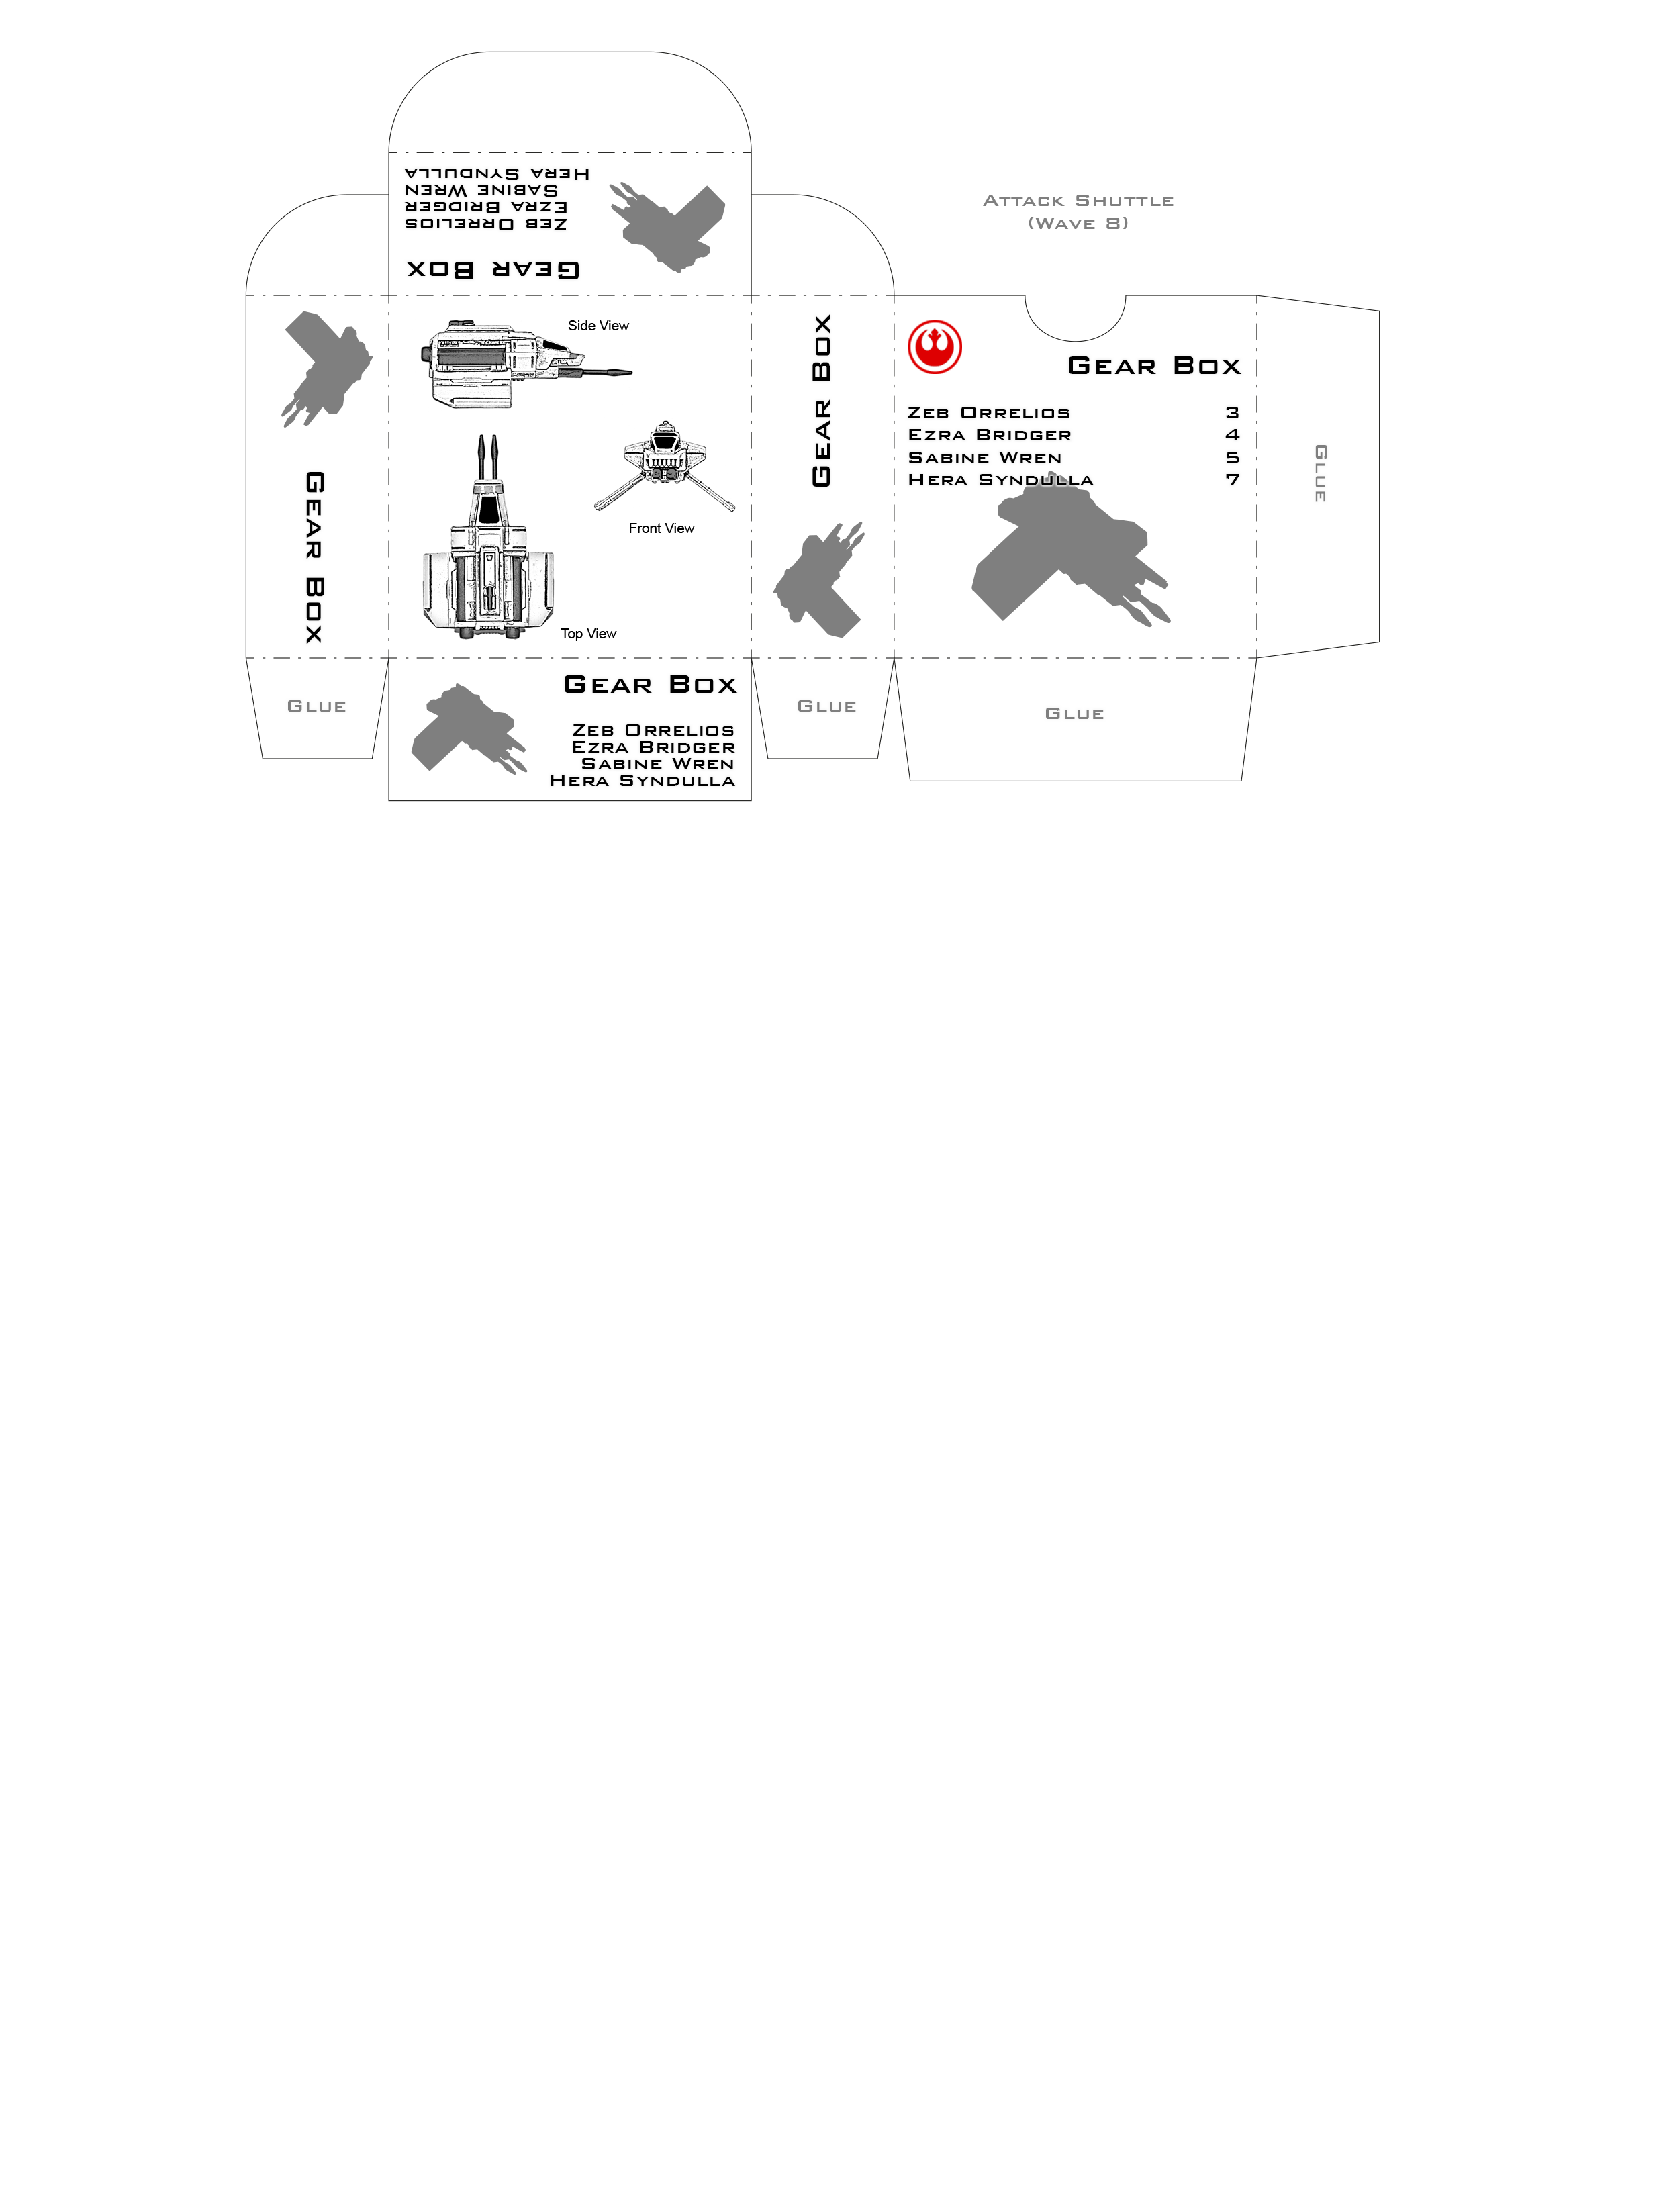 Hera Syndulla
Sabine Wren
Ezra Bridger
Zeb Orrelios
Gear Box
Attack Shuttle
(Wave 8)
Gear Box
Side View
Front View
Top View
Gear Box
Gear Box
Zeb Orrelios 3
Ezra Bridger 4
Sabine Wren 5
Hera Syndulla 7
Glue
Glue
Gear Box
Zeb Orrelios
Ezra Bridger
Sabine Wren
Hera Syndulla
Glue
Glue